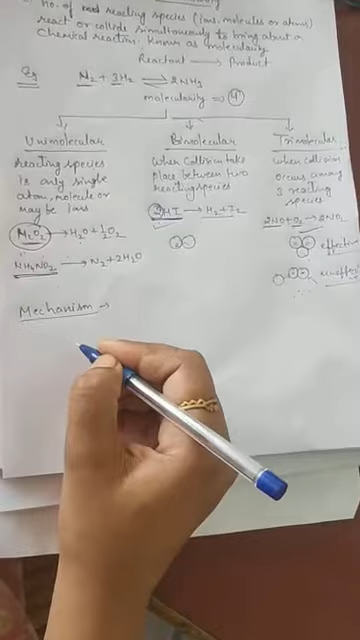 No. of reacting species (ions, molecules or atoms)
react or collide simultaneously to bring about a
chemical reaction known as molecularity
Reactant → Product
Eg N₂ + 3H₂ ⇌ 2NH₃
molecularity ⇒ 4
Unimolecular
Reacting species
is only single
atom, molecule or
may be ions
H₂O₂ → H₂O + ½O₂
NH₄NO₂ → N₂ + 2H₂O
Bimolecular
When Collision take
place between two
reacting species
2HI → H₂ + I₂
Trimolecular
when collision
occurs among
3 reacting
species
2NO + O₂ → 2NO₂
effective
Mechanism →